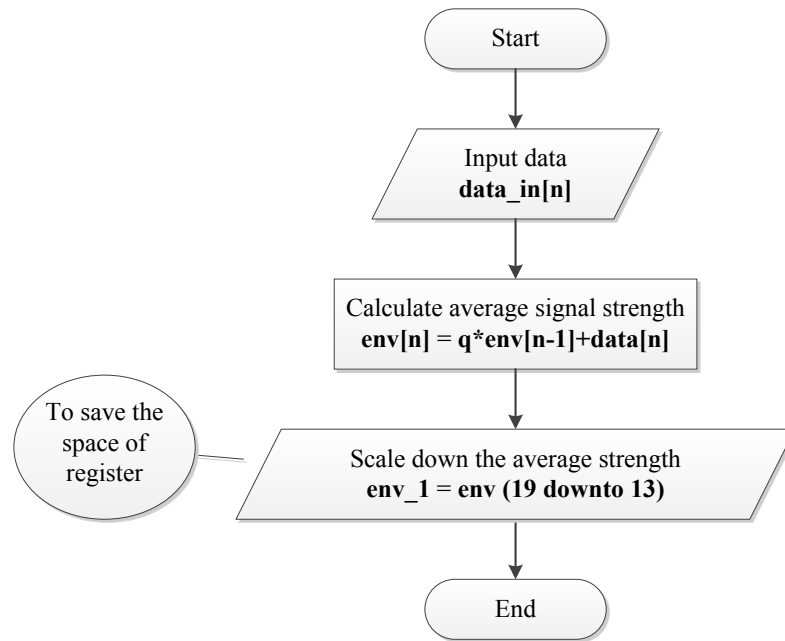 Start
Input data
data_in[n]
Calculate average signal strength
env[n] = q*env[n-1]+data[n]
To save the
space of
register
Scale down the average strength
env_1 = env (19 downto 13)
End